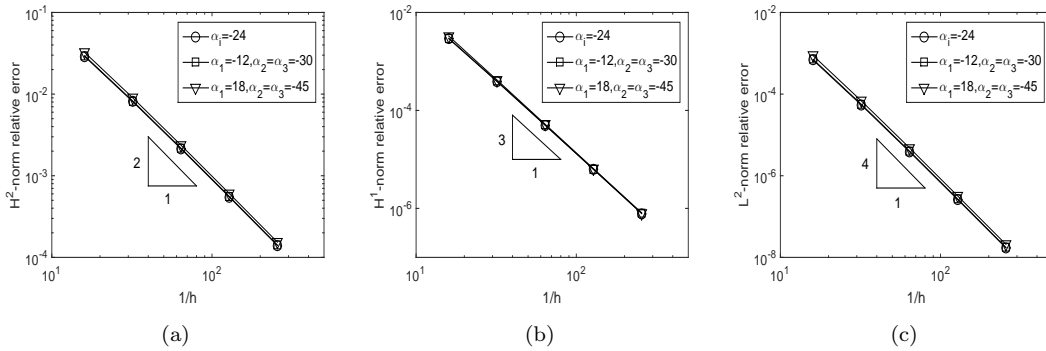 10^-1
10^-2
10^-3
10^-4
H^2-norm relative error
α_i=-24
α_1=-12,α_2=α_3=-30
α_1=18,α_2=α_3=-45
2
1
10^1
10^2
1/h
(a)
10^-2
10^-4
10^-6
H^1-norm relative error
α_i=-24
α_1=-12,α_2=α_3=-30
α_1=18,α_2=α_3=-45
3
1
10^1
10^2
1/h
(b)
10^-2
10^-4
10^-6
10^-8
L^2-norm relative error
α_i=-24
α_1=-12,α_2=α_3=-30
α_1=18,α_2=α_3=-45
4
1
10^1
10^2
1/h
(c)